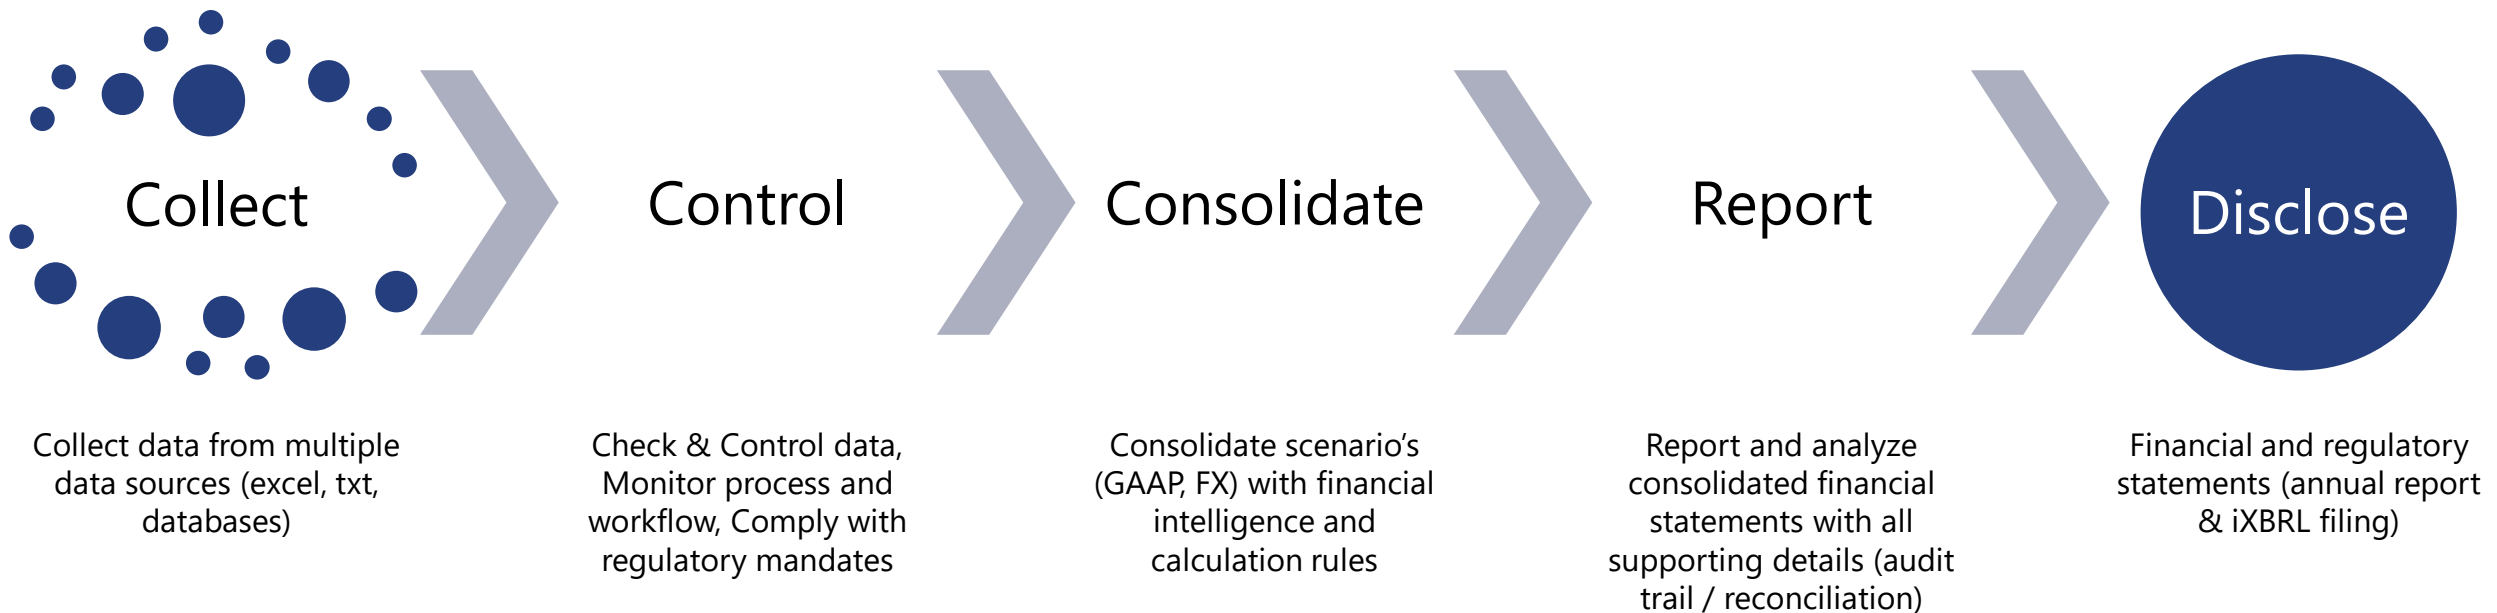 Collect
Control
Consolidate
Report
Disclose
Collect data from multiple
data sources (excel, txt,
databases)
Check & Control data,
Monitor process and
workflow, Comply with
regulatory mandates
Consolidate scenario’s
(GAAP, FX) with financial
intelligence and
calculation rules
Report and analyze
consolidated financial
statements with all
supporting details (audit
trail / reconciliation)
Financial and regulatory
statements (annual report
& iXBRL filing)